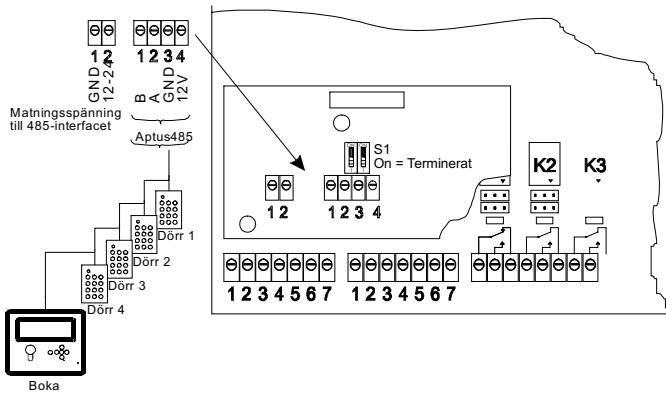 1 2
GND
12-24
1 2 3 4
B
A
GND
12V
Matningsspänning
till 485-interfacet
Aptus485
Dörr 1
Dörr 2
Dörr 3
Dörr 4
Boka
S1
On = Terminerat
1 2
1 2 3 4
K2
K3
1 2 3 4 5 6 7
1 2 3 4 5 6 7